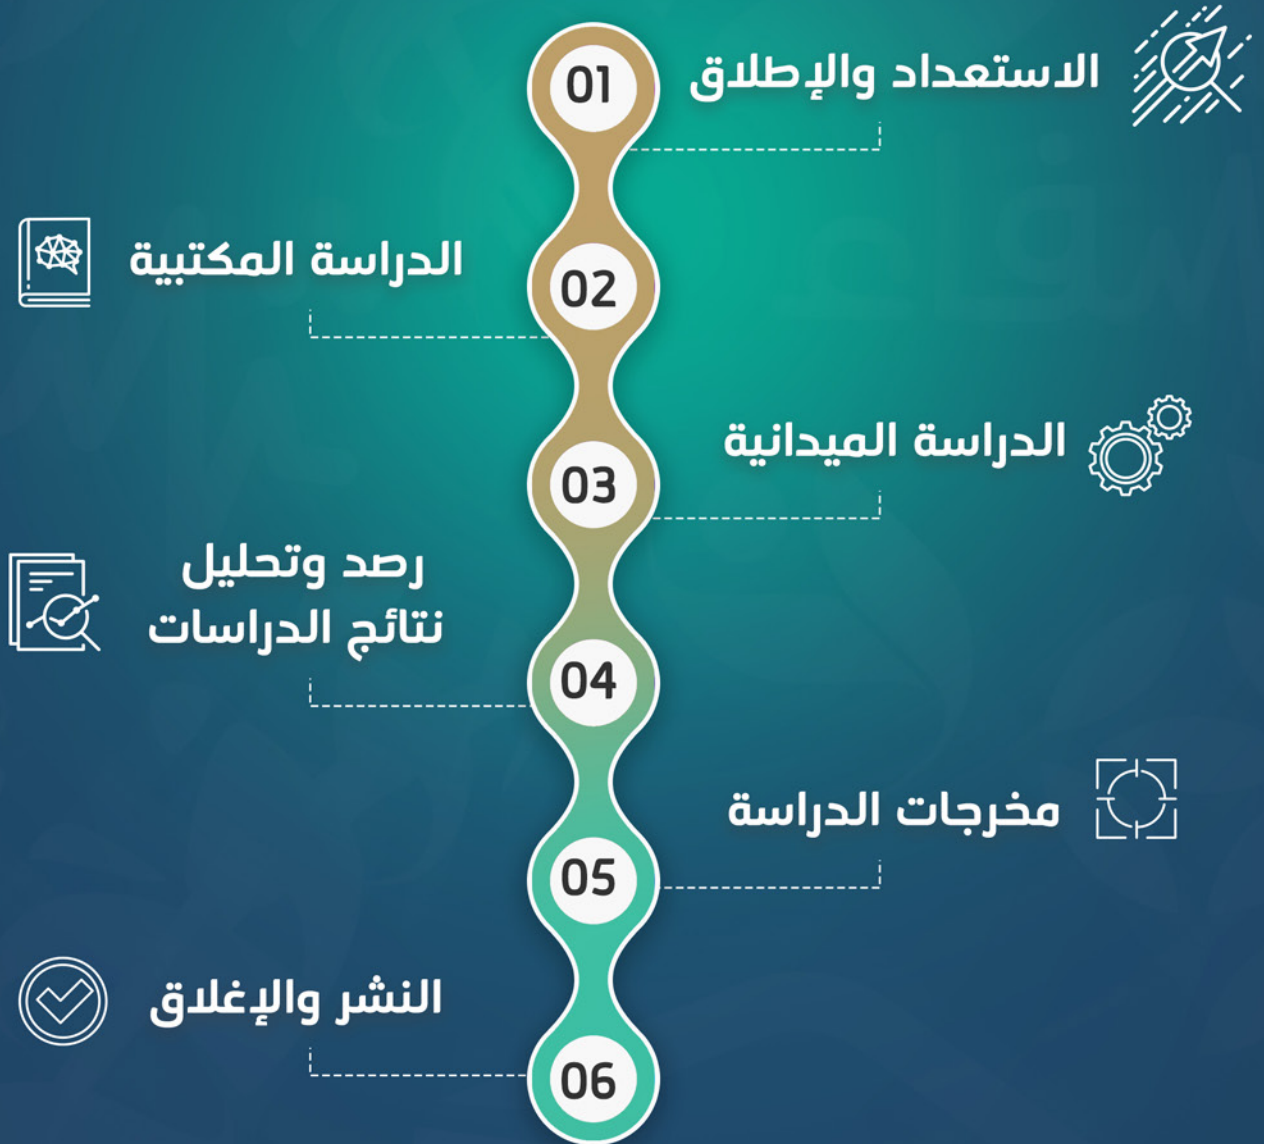 01
الاستعداد والإطلاق
02
الدراسة المكتبية
03
الدراسة الميدانية
04
رصد وتحليل
نتائج الدراسات
05
مخرجات الدراسة
06
النشر والإغلاق